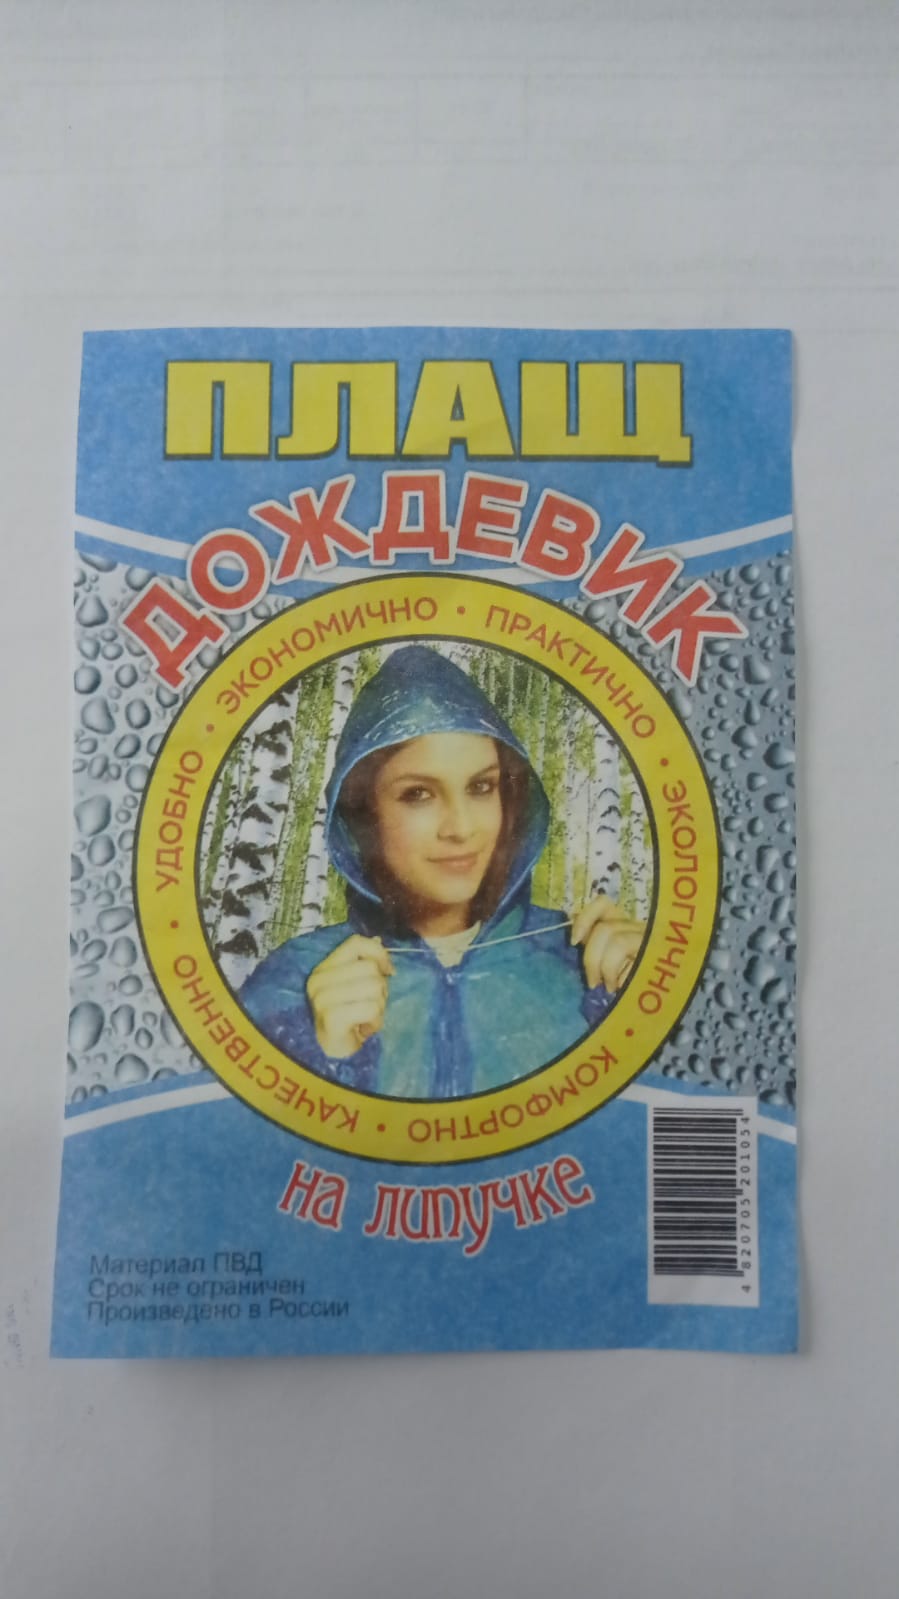 ПЛАЩ
ДОЖДЕВИК
УДОБНО • ЭКОНОМИЧНО • ПРАКТИЧНО • ЭКОЛОГИЧНО • КОМФОРТНО • КАЧЕСТВЕННО •
на липучке
Материал ПВД
Срок не ограничен
Произведено в России
4 820705 201054